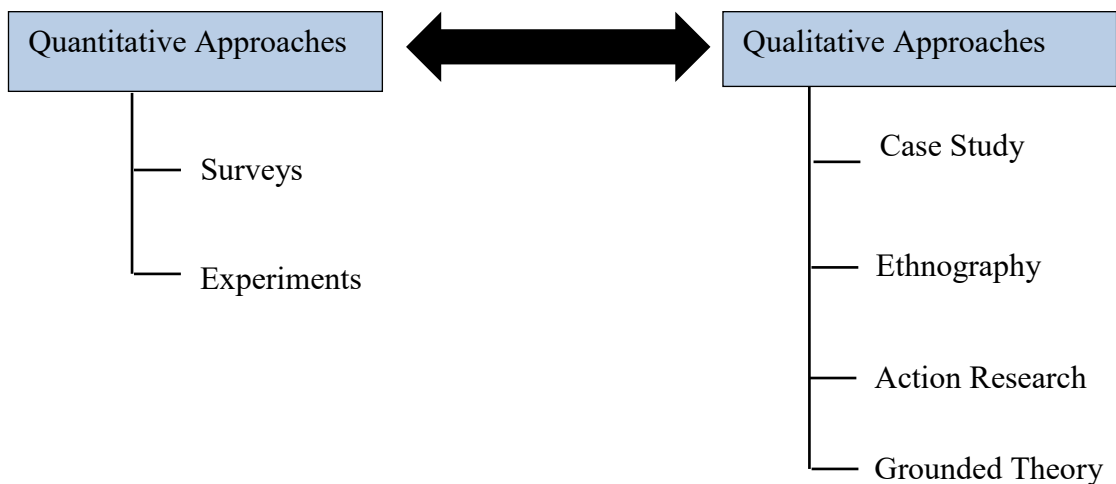 Quantitative Approaches
Surveys
Experiments
Qualitative Approaches
Case Study
Ethnography
Action Research
Grounded Theory